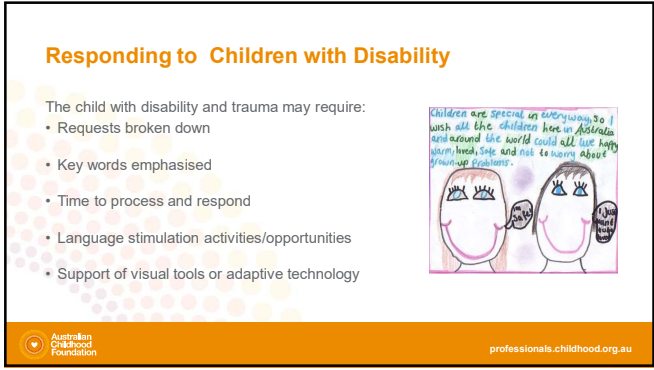 Responding to  Children with Disability
The child with disability and trauma may require:
• Requests broken down
• Key words emphasised
• Time to process and respond
• Language stimulation activities/opportunities
• Support of visual tools or adaptive technology
Children are special in everyway, so I
wish all the children here in Australia
and around the world could all live happy
warm, loved, safe and not to worry about
grown-up problems.
I'm
safe!
I Just
want
Australian
Childhood
Foundation
professionals.childhood.org.au